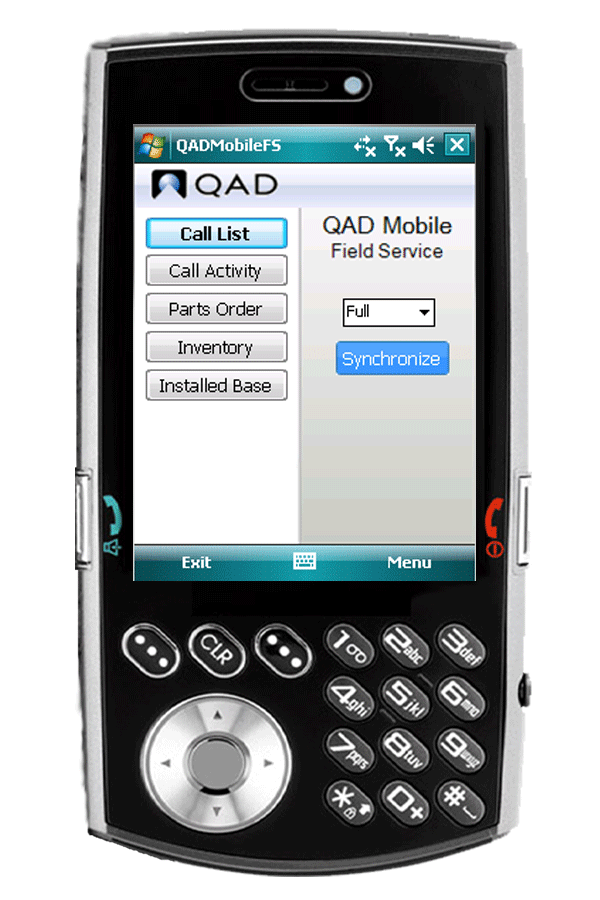 QADMobileFS
QAD
Call List
Call Activity
Parts Order
Inventory
Installed Base
QAD Mobile
Field Service
Full
Synchronize
Exit
Menu
CLR
1
2abc
3def
4ghi
5jkl
6mno
7pqrs
8tuv
9wxyz
*
0+
#